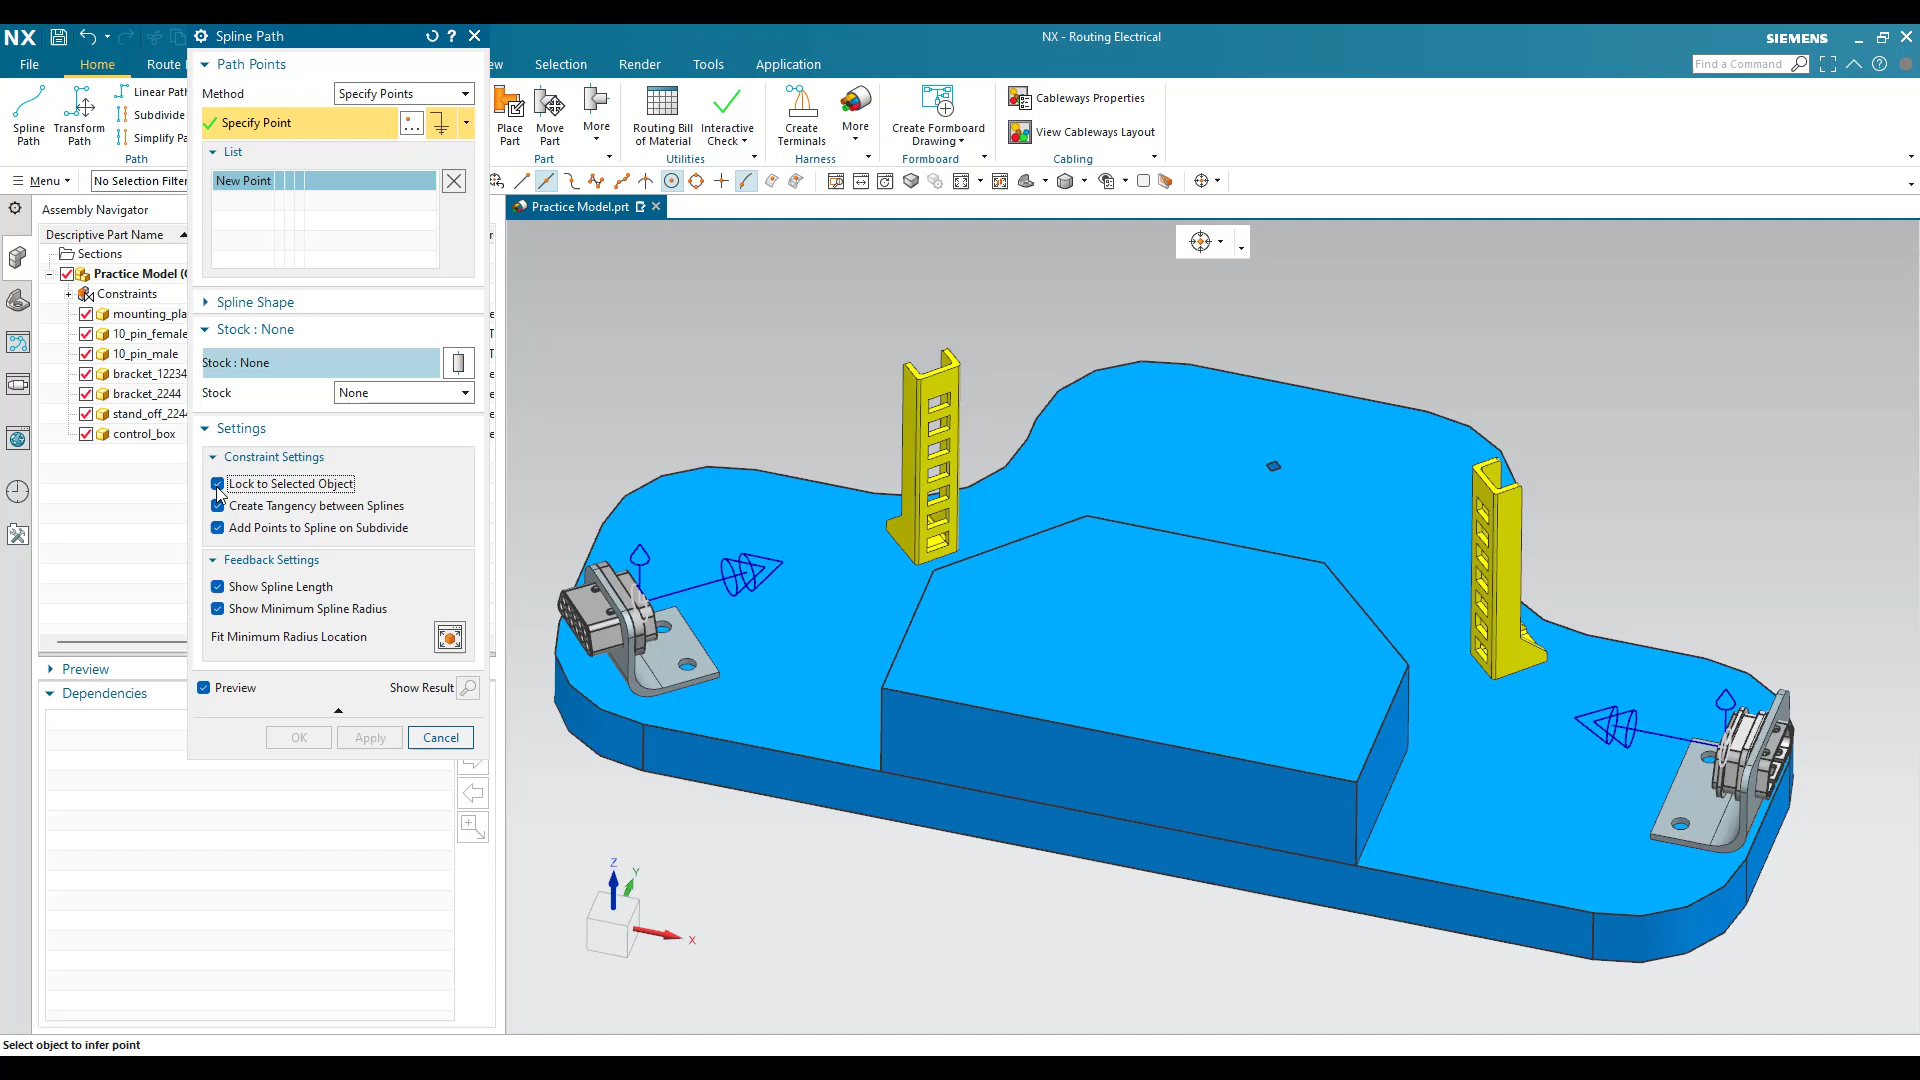 NX
Spline Path
NX - Routing Electrical
SIEMENS
File
Home
Route
Selection
Render
Tools
Application
Find a Command
Spline Path
Transform Path
Linear Path
Subdivide
Simplify Pa
Path
Place Part
Move Part
More
Part
Routing Bill of Material
Interactive Check
Utilities
Create Terminals
More
Harness
Create Formboard Drawing
Formboard
Cableways Properties
View Cableways Layout
Cabling
Menu
No Selection Filter
Path Points
Method
Specify Points
Specify Point
List
New Point
Spline Shape
Stock : None
Stock : None
Stock
None
Settings
Constraint Settings
Lock to Selected Object
Create Tangency between Splines
Add Points to Spline on Subdivide
Feedback Settings
Show Spline Length
Show Minimum Spline Radius
Fit Minimum Radius Location
Preview
Show Result
OK
Apply
Cancel
Assembly Navigator
Descriptive Part Name
Sections
Practice Model (
Constraints
mounting_pla
10_pin_female
10_pin_male
bracket_12234
bracket_2244
stand_off_224
control_box
Preview
Dependencies
Practice Model.prt
Z
Y
X
Select object to infer point